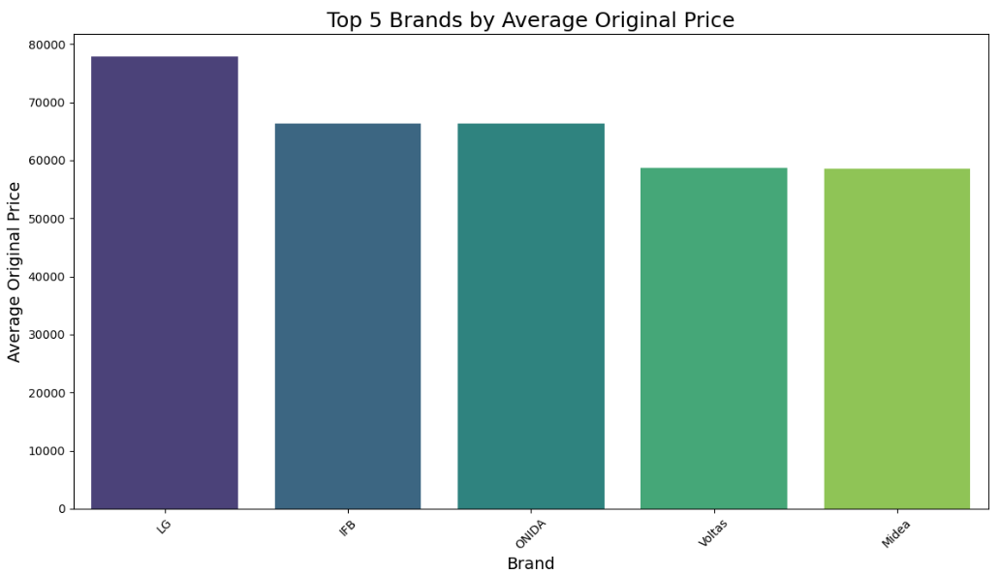 Top 5 Brands by Average Original Price
Average Original Price
80000
70000
60000
50000
40000
30000
20000
10000
0
LG
IFB
ONIDA
Voltas
Midea
Brand